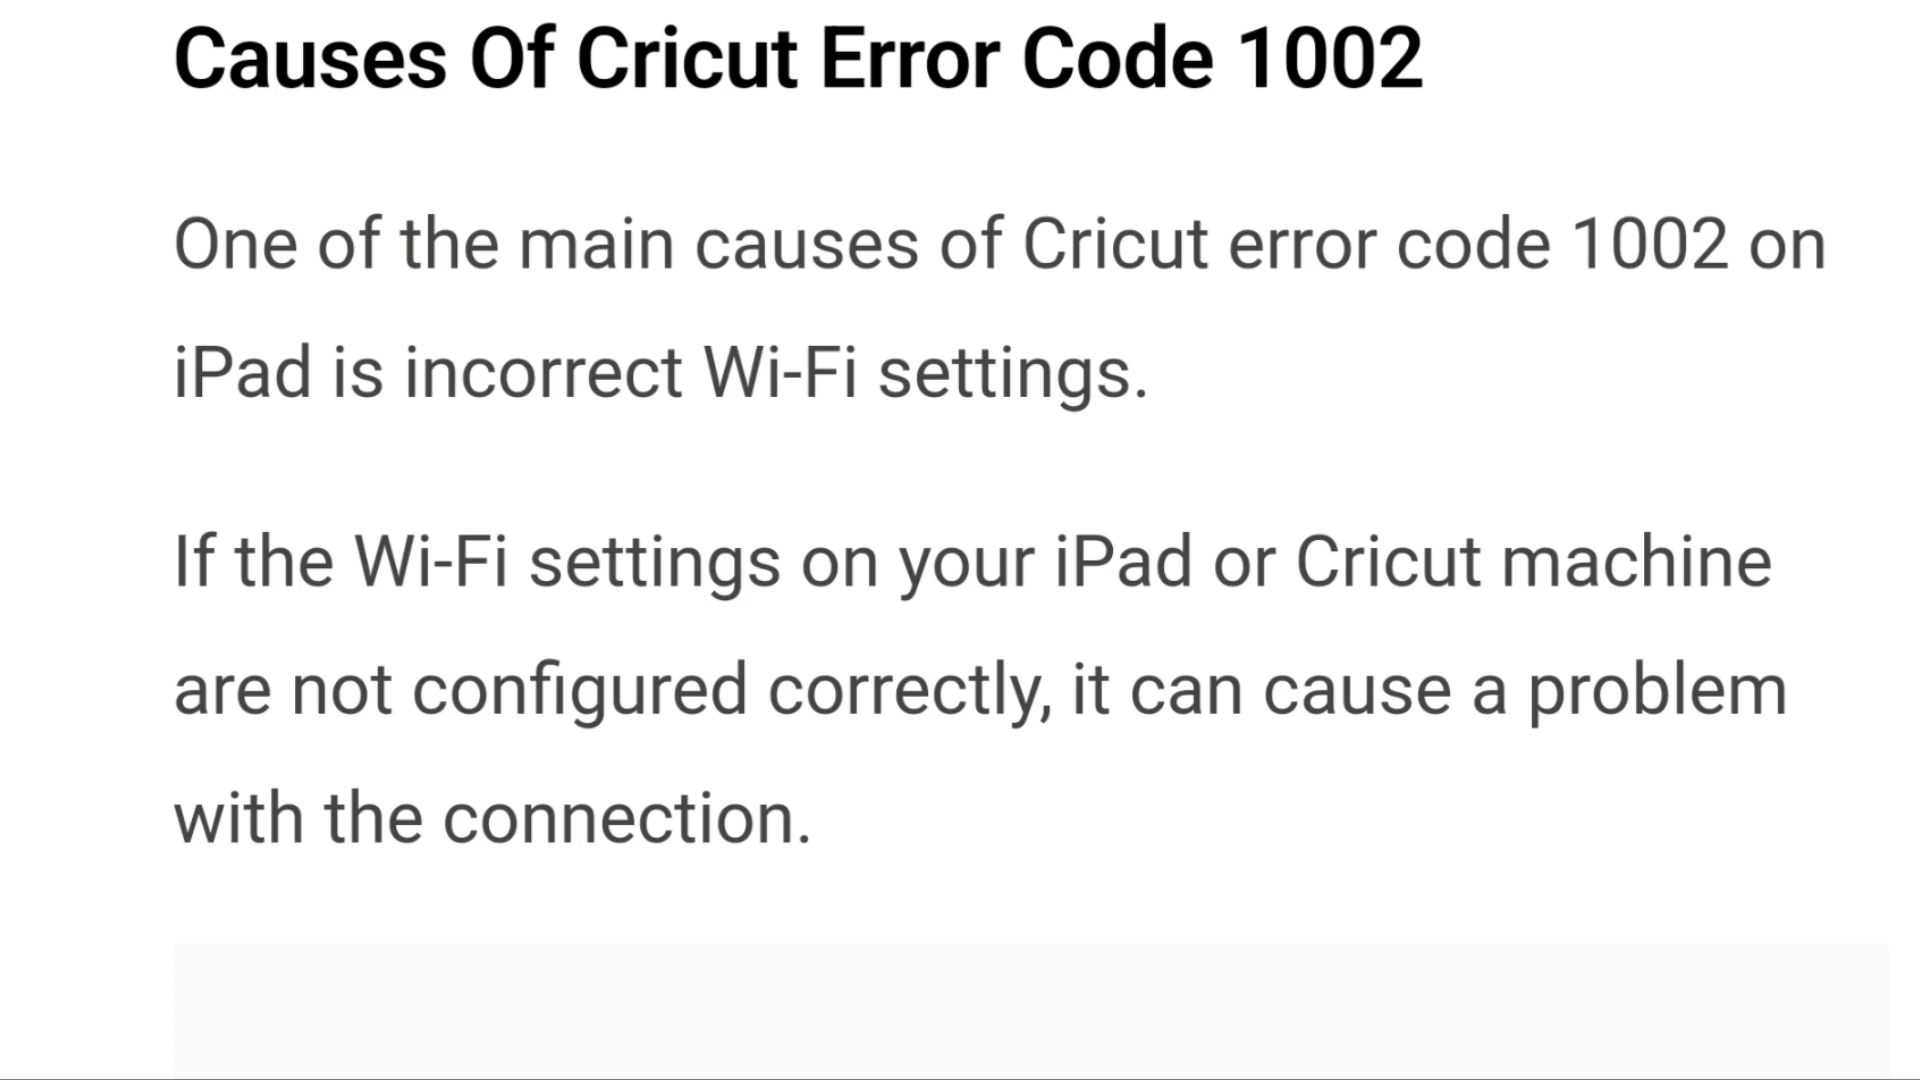 Causes Of Cricut Error Code 1002
One of the main causes of Cricut error code 1002 on
iPad is incorrect Wi-Fi settings.
If the Wi-Fi settings on your iPad or Cricut machine
are not configured correctly, it can cause a problem
with the connection.